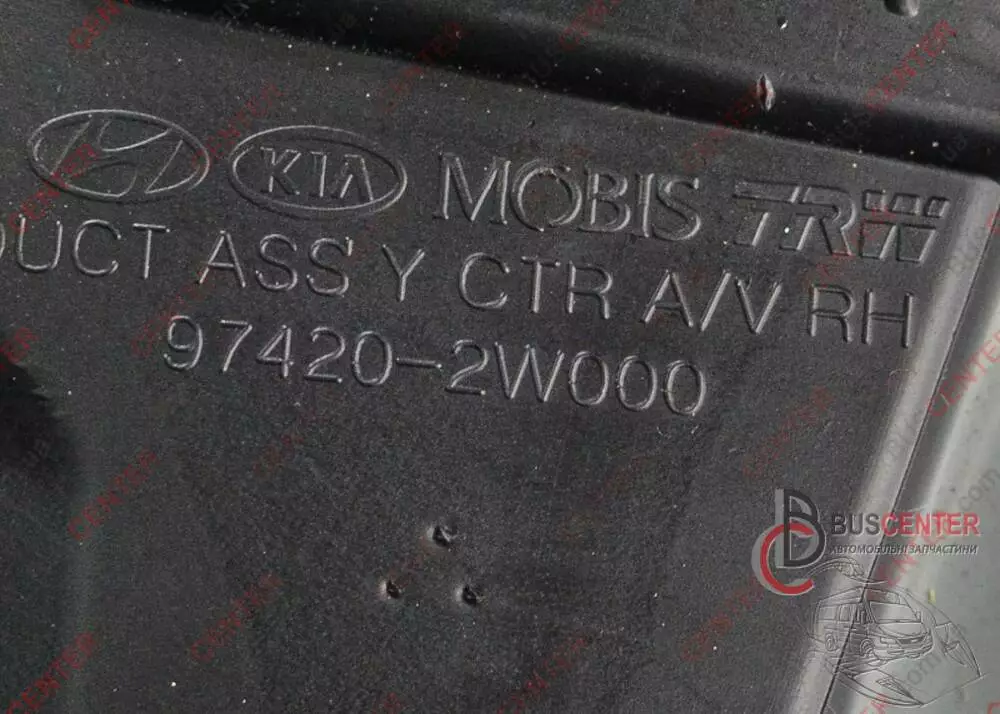 KIA MOBIS TRW
DUCT ASS'Y CTR A/V RH
97420-2W000
BUSCENTER
АВТОМОБІЛЬНІ ЗАПЧАСТИНИ